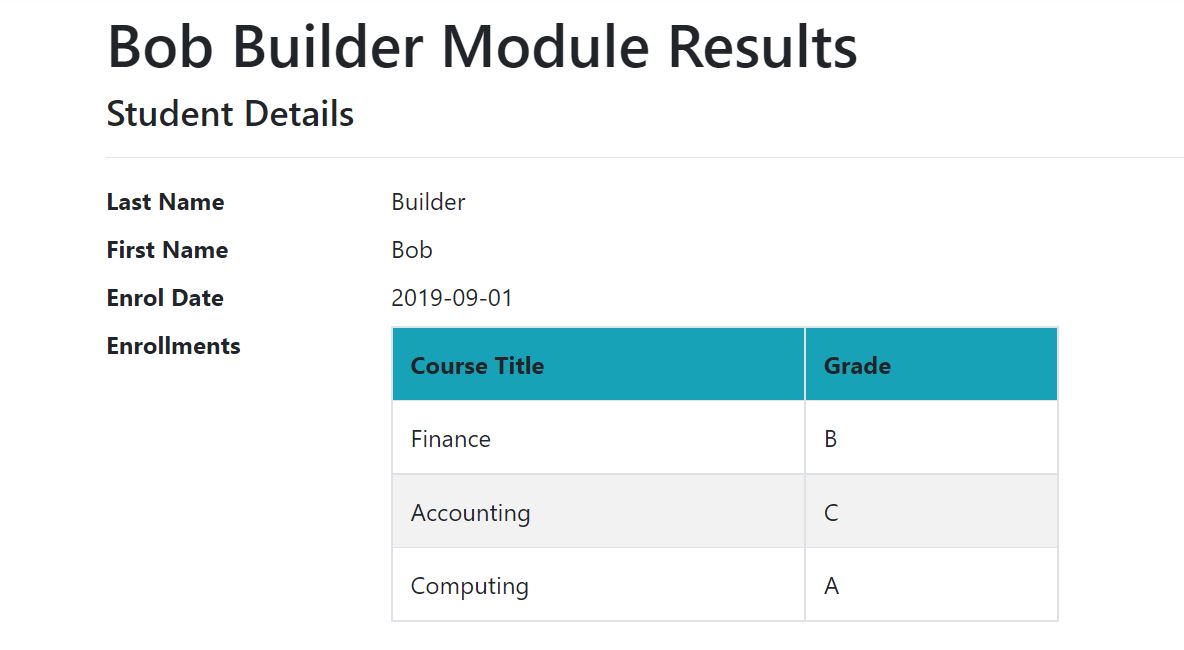 Bob Builder Module Results
Student Details
Last Name Builder
First Name Bob
Enrol Date 2019-09-01
Enrollments
Course Title Grade
Finance B
Accounting C
Computing A